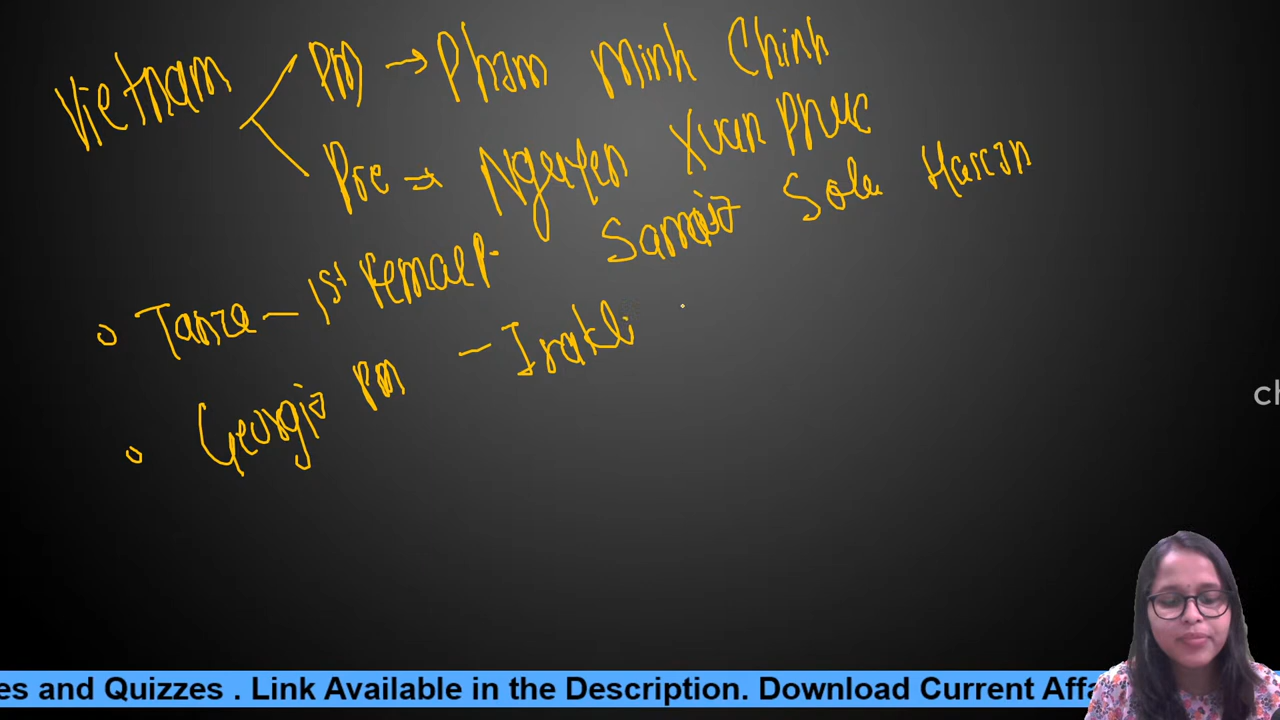 Vietnam
PM → Pham Minh Chinh
Pre → Nguyen Xuan Phuc
Tanza - 1st Femael P. Samia Solu Hassan
Georgia PM - Irakli
ch
es and Quizzes . Link Available in the Description. Download Current Affa